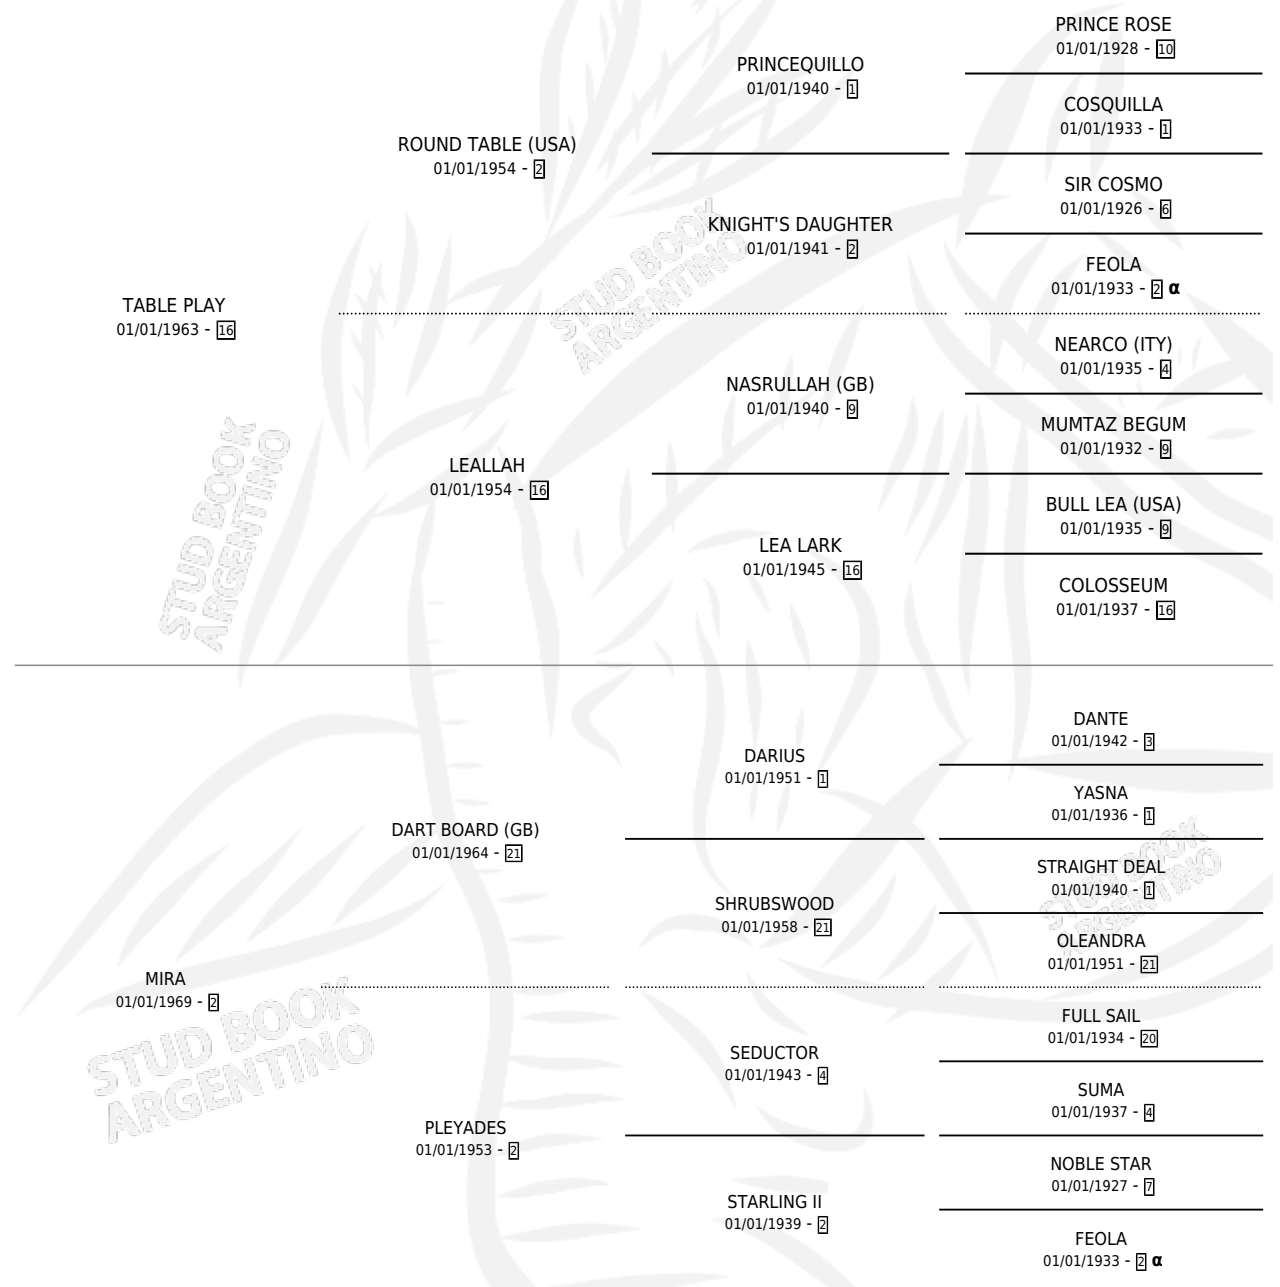 PRINCE ROSE
01/01/1928 - 10
PRINCEQUILLO
01/01/1940 - 1
COSQUILLA
01/01/1933 - 1
ROUND TABLE (USA)
01/01/1954 - 2
SIR COSMO
01/01/1926 - 6
KNIGHT'S DAUGHTER
01/01/1941 - 2
FEOLA
01/01/1933 - 2 α
TABLE PLAY
01/01/1963 - 16
NEARCO (ITY)
01/01/1935 - 4
NASRULLAH (GB)
01/01/1940 - 9
MUMTAZ BEGUM
01/01/1932 - 9
LEALLAH
01/01/1954 - 16
BULL LEA (USA)
01/01/1935 - 9
LEA LARK
01/01/1945 - 16
COLOSSEUM
01/01/1937 - 16
DANTE
01/01/1942 - 3
DARIUS
01/01/1951 - 1
YASNA
01/01/1936 - 1
DART BOARD (GB)
01/01/1964 - 21
STRAIGHT DEAL
01/01/1940 - 1
SHRUBSWOOD
01/01/1958 - 21
OLEANDRA
01/01/1951 - 21
MIRA
01/01/1969 - 2
FULL SAIL
01/01/1934 - 20
SEDUCTOR
01/01/1943 - 4
SUMA
01/01/1937 - 4
PLEYADES
01/01/1953 - 2
NOBLE STAR
01/01/1927 - 7
STARLING II
01/01/1939 - 2
FEOLA
01/01/1933 - 2 α
STUD BOOK
ARGENTINO
STUD BOOK
ARGENTINO
STUD BOOK
ARGENTINO
STUD BOOK
ARGENTINO